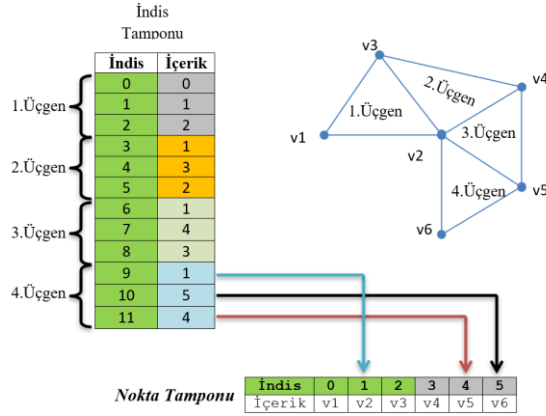 İndis
Tamponu
İndis İçerik
0 0
1.Üçgen 1 1
2 2
3 1
2.Üçgen 4 3
5 2
6 1
3.Üçgen 7 4
8 3
9 1
4.Üçgen 10 5
11 4
v3
v4
2.Üçgen
1.Üçgen
v1
3.Üçgen
v2
v5
4.Üçgen
v6
Nokta Tamponu
İndis 0 1 2 3 4 5
İçerik v1 v2 v3 v4 v5 v6